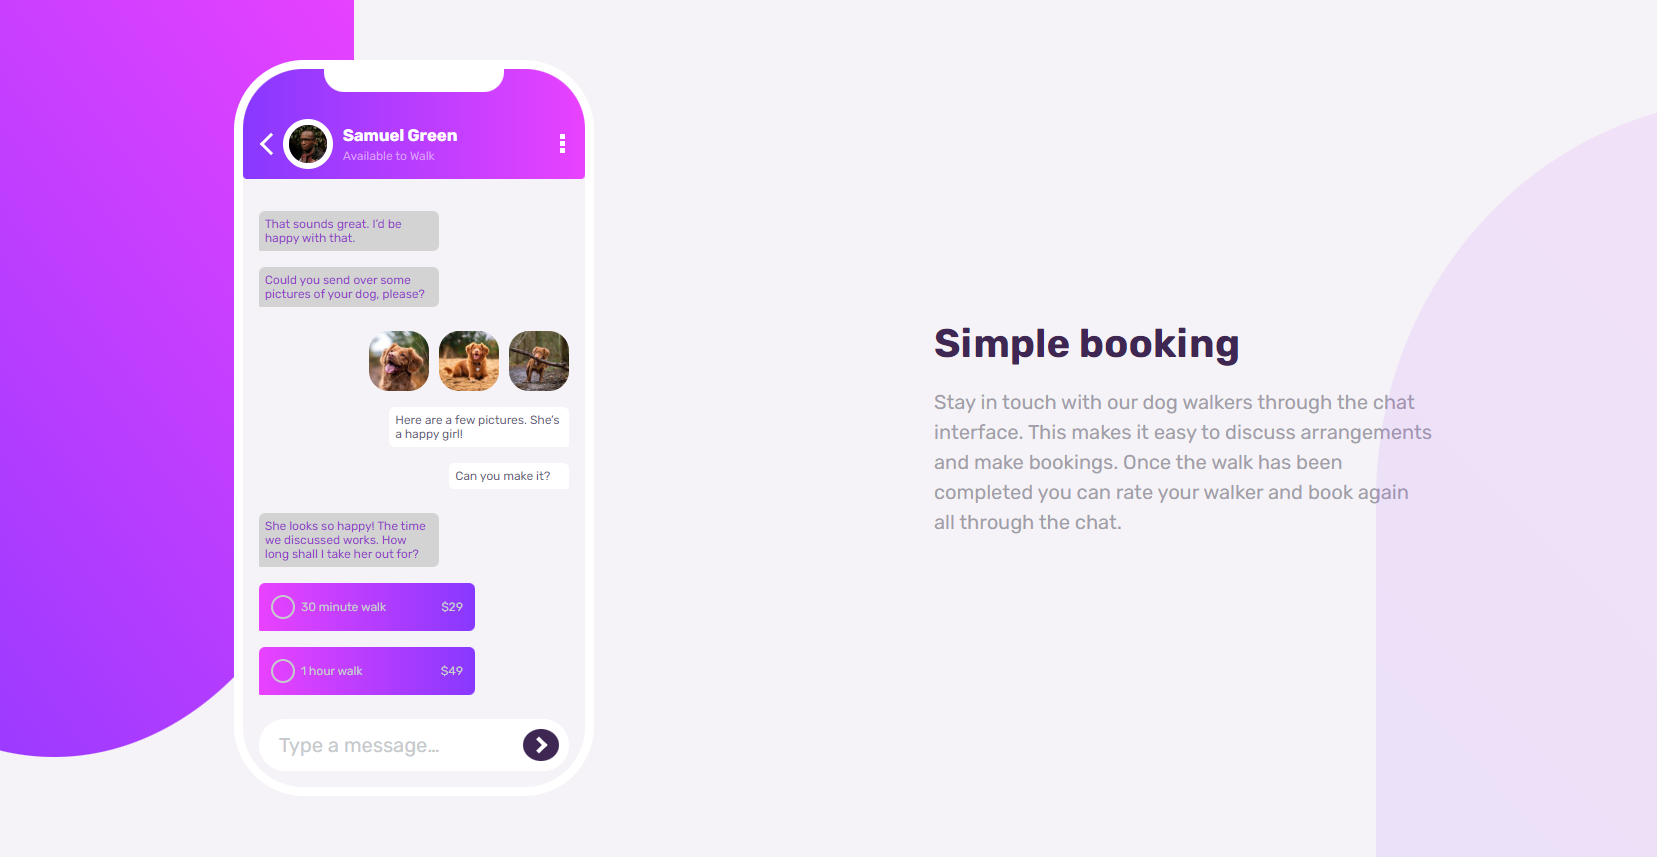 Samuel Green
Available to Walk
That sounds great. I’d be
happy with that.
Could you send over some
pictures of your dog, please?
Here are a few pictures. She’s
a happy girl!
Can you make it?
She looks so happy! The time
we discussed works. How
long shall I take her out for?
30 minute walk $29
1 hour walk $49
Type a message…
Simple booking
Stay in touch with our dog walkers through the chat
interface. This makes it easy to discuss arrangements
and make bookings. Once the walk has been
completed you can rate your walker and book again
all through the chat.